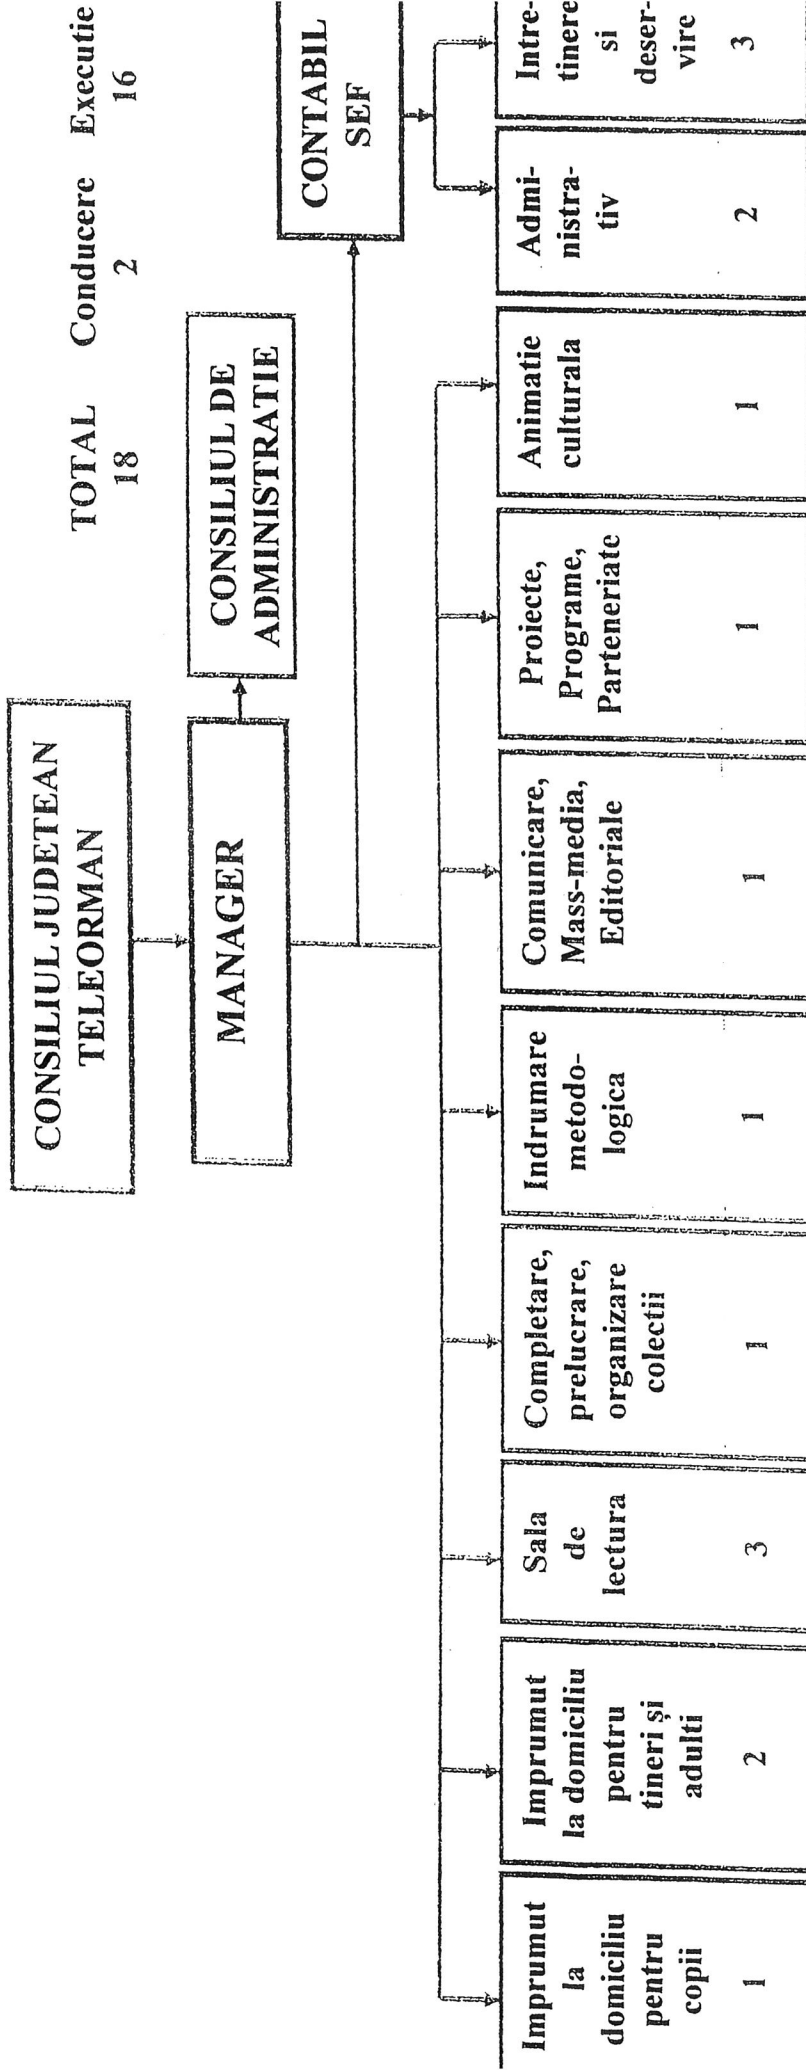 TOTAL Conducere Executie
18 2 16
CONSILIUL JUDETEAN
TELEORMAN
MANAGER
CONSILIUL DE
ADMINISTRATIE
CONTABIL
SEF
Imprumut
la
domiciliu
pentru
copii
1
Imprumut
la domiciliu
pentru
tineri și
adulti
2
Sala
de
lectura
3
Completare,
prelucrare,
organizare
colectii
1
Indrumare
metodo-
logica
1
Comunicare,
Mass-media,
Editoriale
1
Proiecte,
Programe,
Parteneriate
1
Animatie
culturala
1
Admi-
nistra-
tiv
2
Intre-
tinere
si
deser-
vire
3